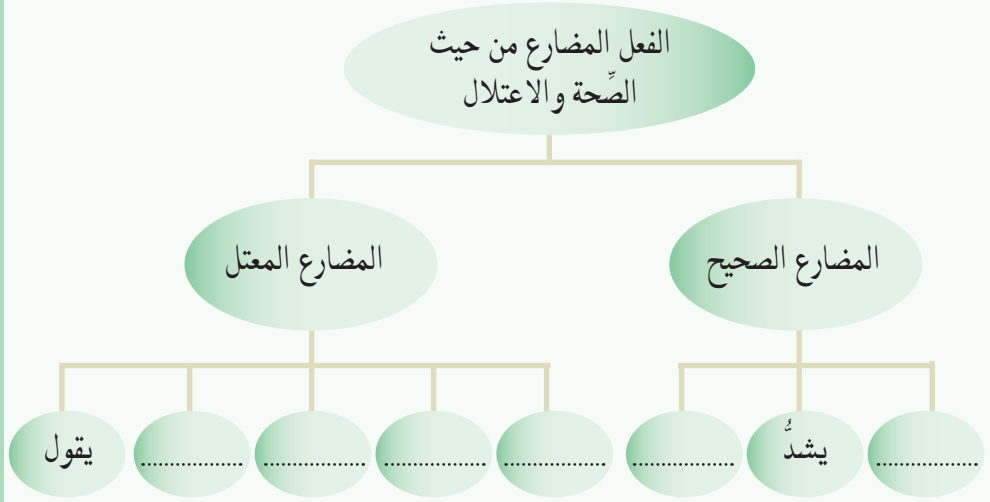 الفعل المضارع من حيث
الصِّحة والاعتلال
المضارع الصحيح
المضارع المعتل
..................
يشدُّ
..................
..................
..................
..................
..................
يقول